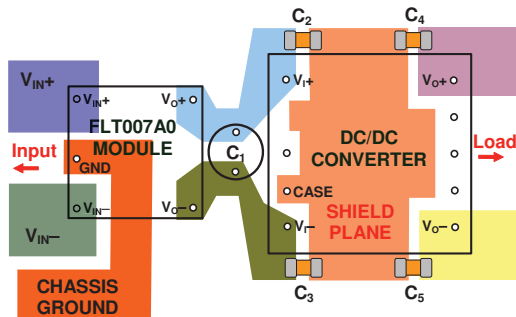 C2
C4
VIN+
VIN+
VO+
VI+
VO+
FLT007A0
MODULE
Input
GND
C1
DC/DC
CONVERTER
Load
CASE
SHIELD
PLANE
VIN–
VO–
VI–
VO–
VIN–
C3
C5
CHASSIS
GROUND